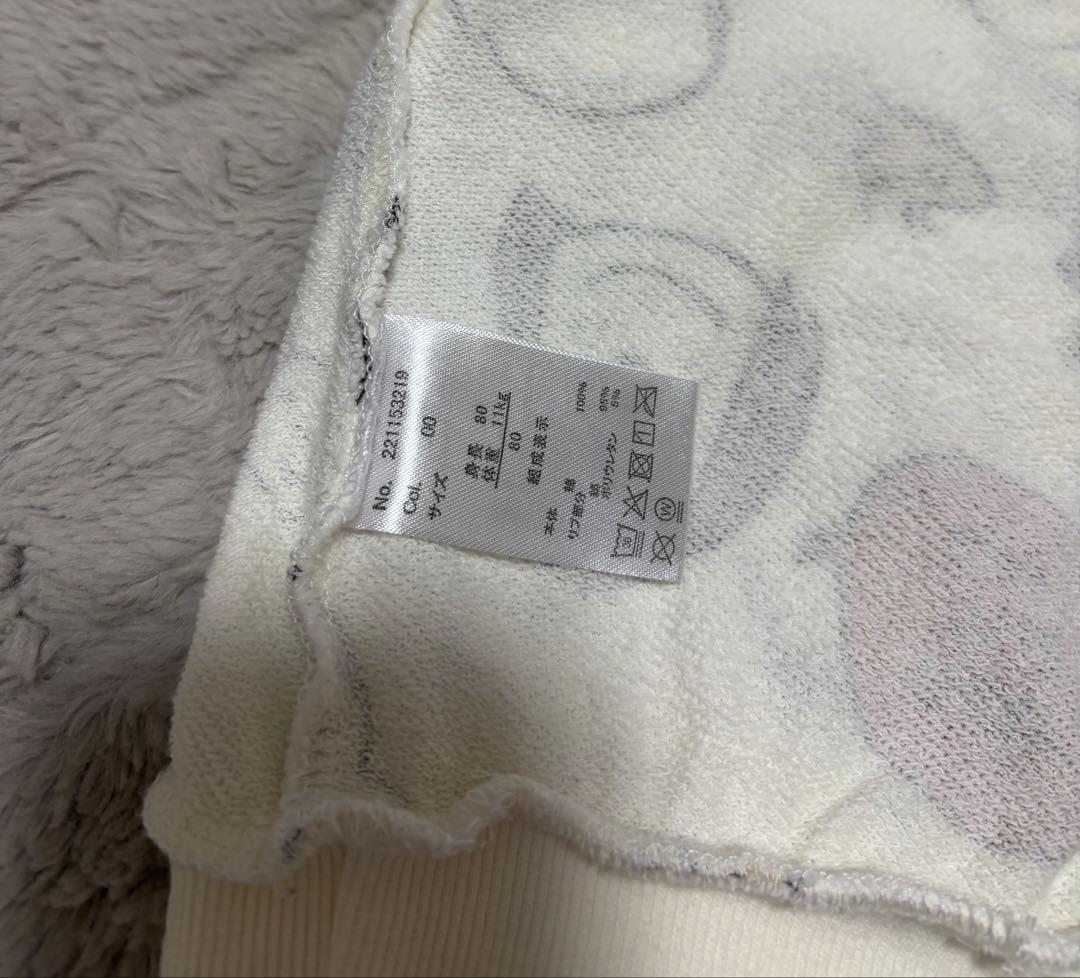 No. 221153219
Col. 00
サイズ
身長 80
体重 11kg
80
組成表示
本体 綿 100%
リブ部分 綿 95%
ポリウレタン 5%
W